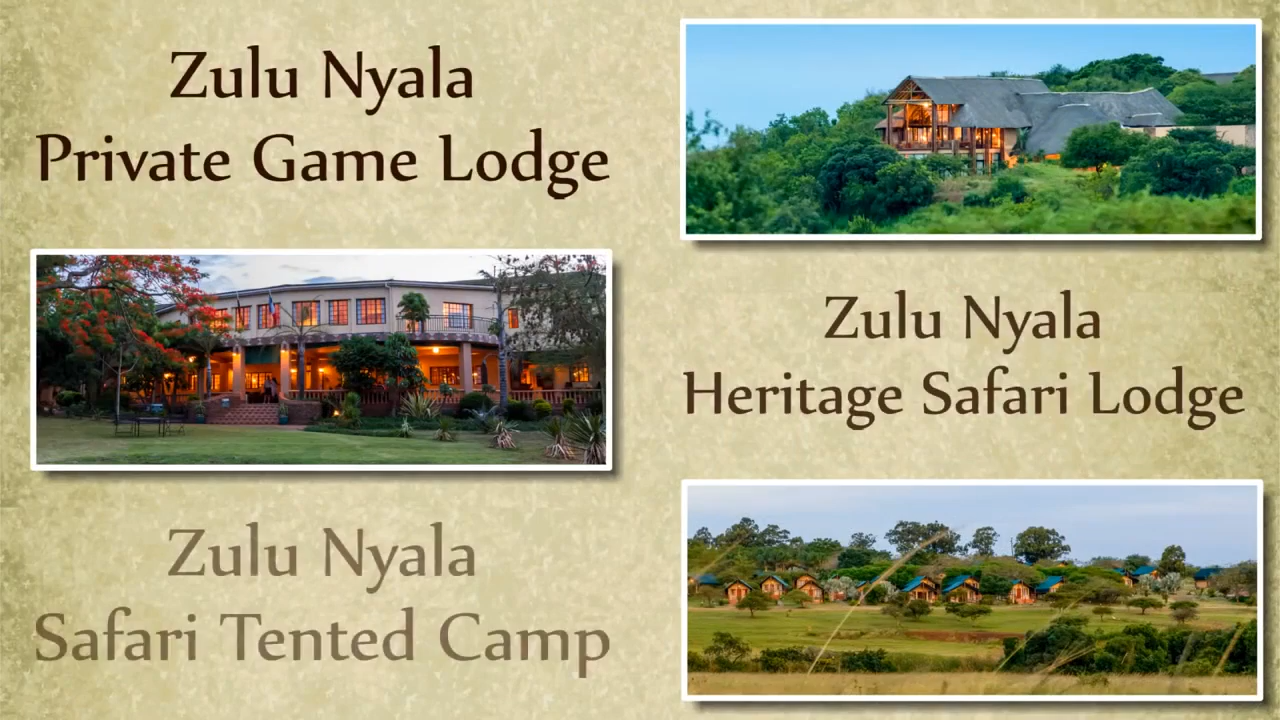 Zulu Nyala
Private Game Lodge
Zulu Nyala
Heritage Safari Lodge
Zulu Nyala
Safari Tented Camp